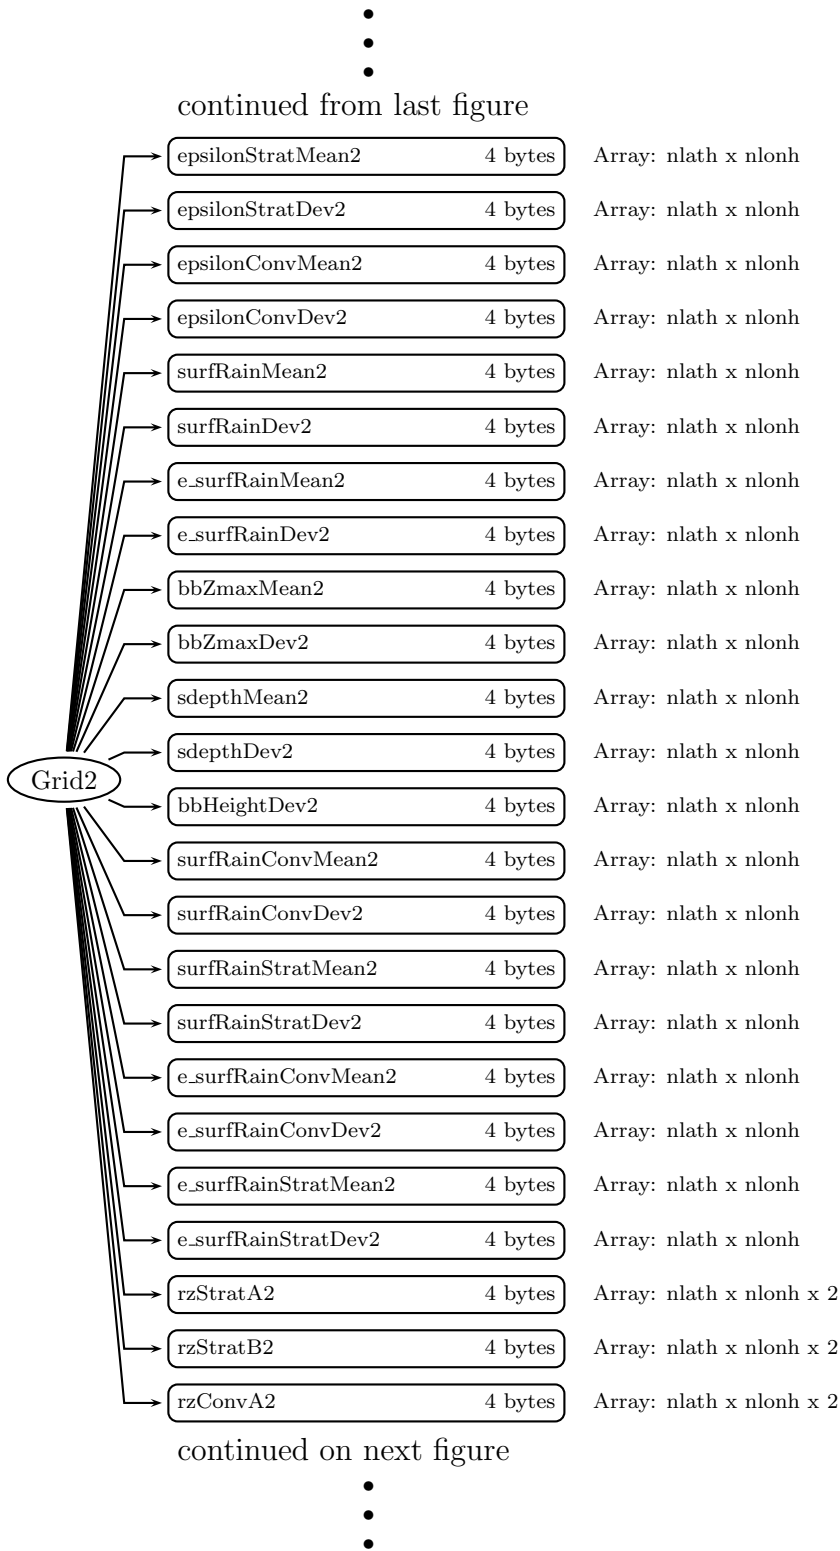 continued from last figure
epsilonStratMean2 4 bytes Array: nlath x nlonh
epsilonStratDev2 4 bytes Array: nlath x nlonh
epsilonConvMean2 4 bytes Array: nlath x nlonh
epsilonConvDev2 4 bytes Array: nlath x nlonh
surfRainMean2 4 bytes Array: nlath x nlonh
surfRainDev2 4 bytes Array: nlath x nlonh
e_surfRainMean2 4 bytes Array: nlath x nlonh
e_surfRainDev2 4 bytes Array: nlath x nlonh
bbZmaxMean2 4 bytes Array: nlath x nlonh
bbZmaxDev2 4 bytes Array: nlath x nlonh
sdepthMean2 4 bytes Array: nlath x nlonh
sdepthDev2 4 bytes Array: nlath x nlonh
Grid2
bbHeightDev2 4 bytes Array: nlath x nlonh
surfRainConvMean2 4 bytes Array: nlath x nlonh
surfRainConvDev2 4 bytes Array: nlath x nlonh
surfRainStratMean2 4 bytes Array: nlath x nlonh
surfRainStratDev2 4 bytes Array: nlath x nlonh
e_surfRainConvMean2 4 bytes Array: nlath x nlonh
e_surfRainConvDev2 4 bytes Array: nlath x nlonh
e_surfRainStratMean2 4 bytes Array: nlath x nlonh
e_surfRainStratDev2 4 bytes Array: nlath x nlonh
rzStratA2 4 bytes Array: nlath x nlonh x 2
rzStratB2 4 bytes Array: nlath x nlonh x 2
rzConvA2 4 bytes Array: nlath x nlonh x 2
continued on next figure